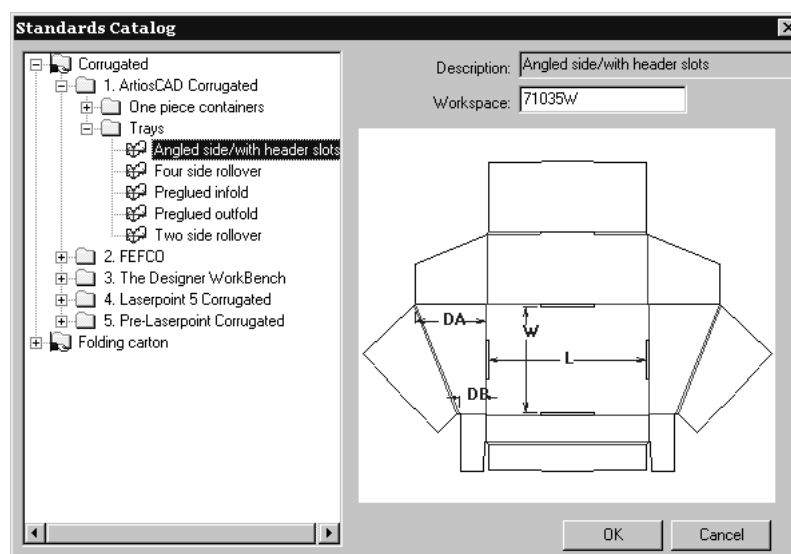 Standards Catalog
Corrugated
1. ArtiosCAD Corrugated
One piece containers
Trays
Angled side/with header slots
Four side rollover
Preglued infold
Preglued outfold
Two side rollover
2. FEFCO
3. The Designer WorkBench
4. Laserpoint 5 Corrugated
5. Pre-Laserpoint Corrugated
Folding carton
Description: Angled side/with header slots
Workspace: 71035W
DA
W
L
DB
OK Cancel